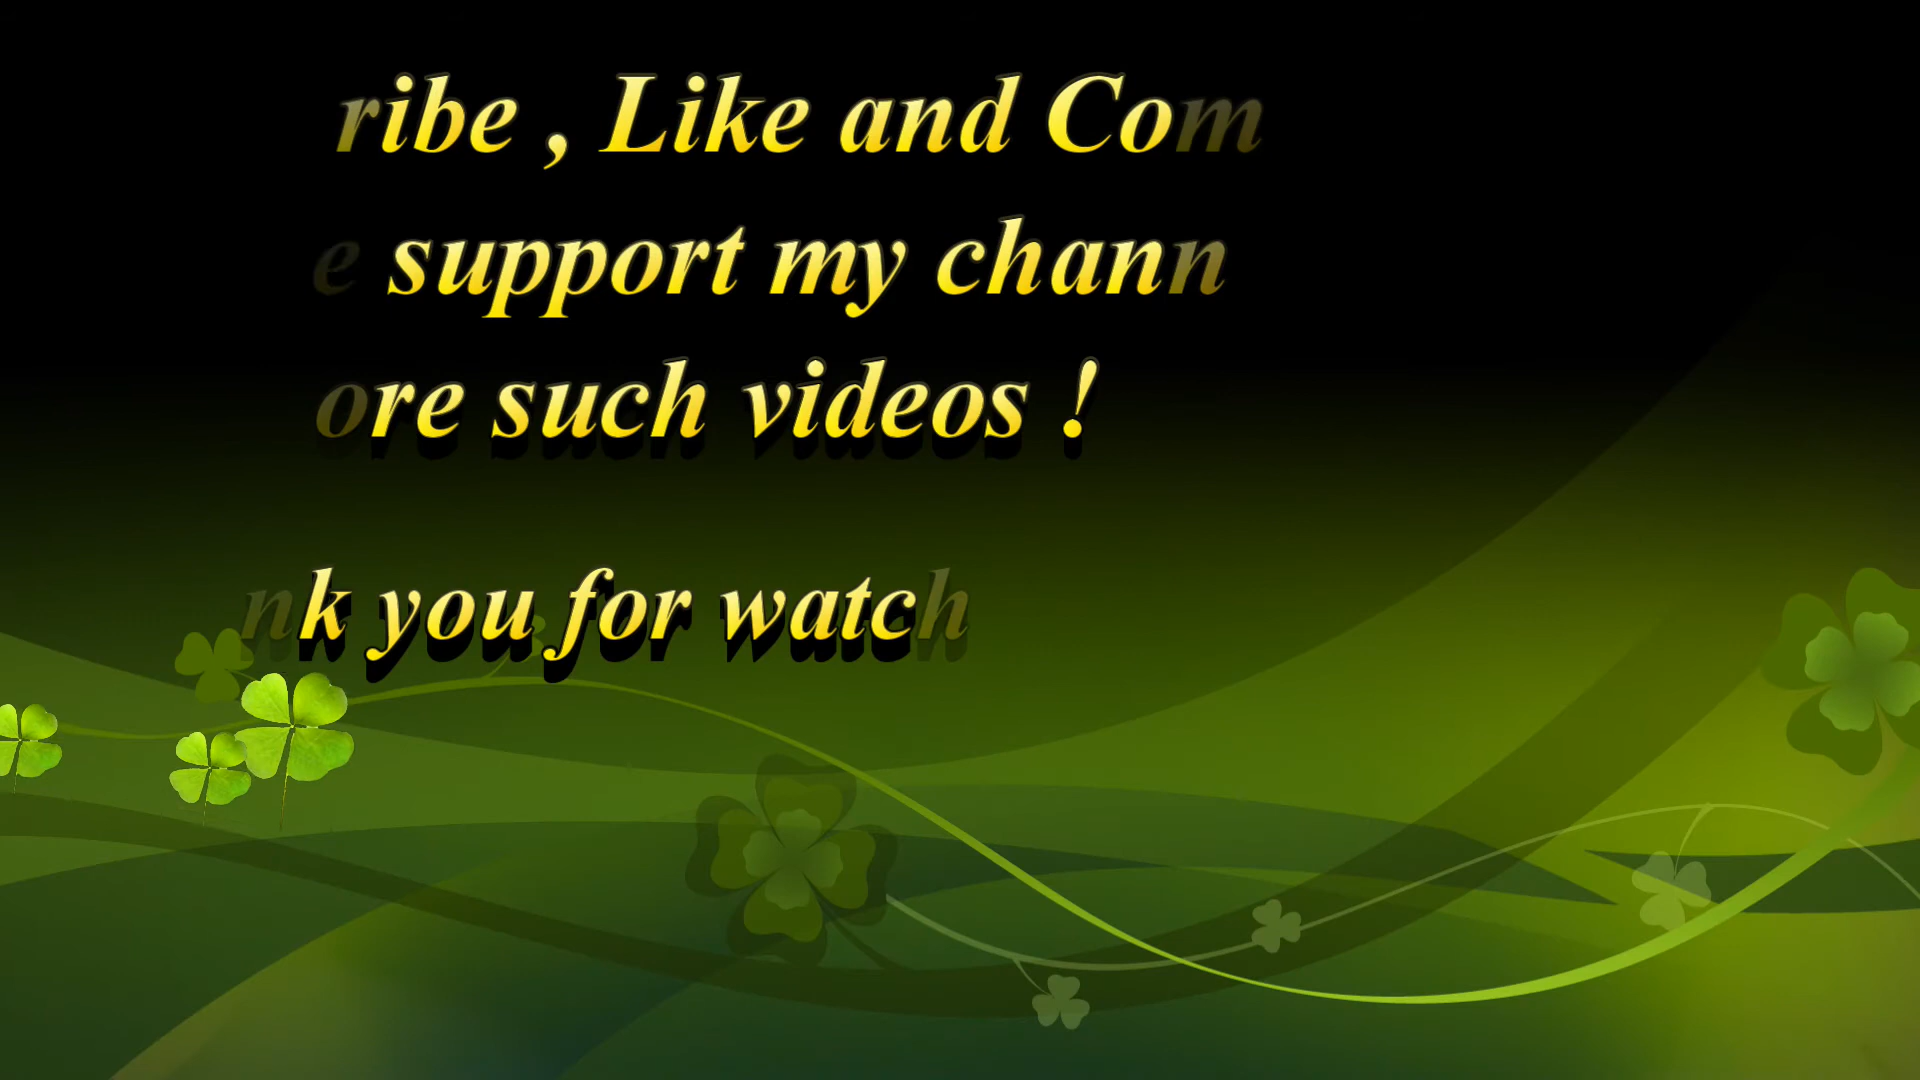 ribe , Like and Com
e support my chann
ore such videos !
nk you for watch